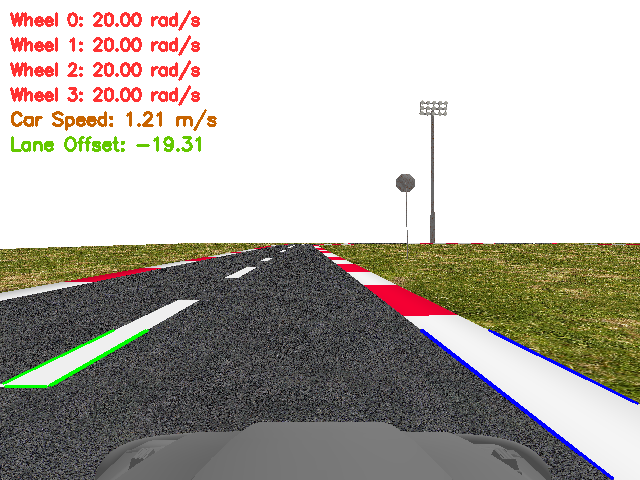 Wheel 0: 20.00 rad/s
Wheel 1: 20.00 rad/s
Wheel 2: 20.00 rad/s
Wheel 3: 20.00 rad/s
Car Speed: 1.21 m/s
Lane Offset: -19.31